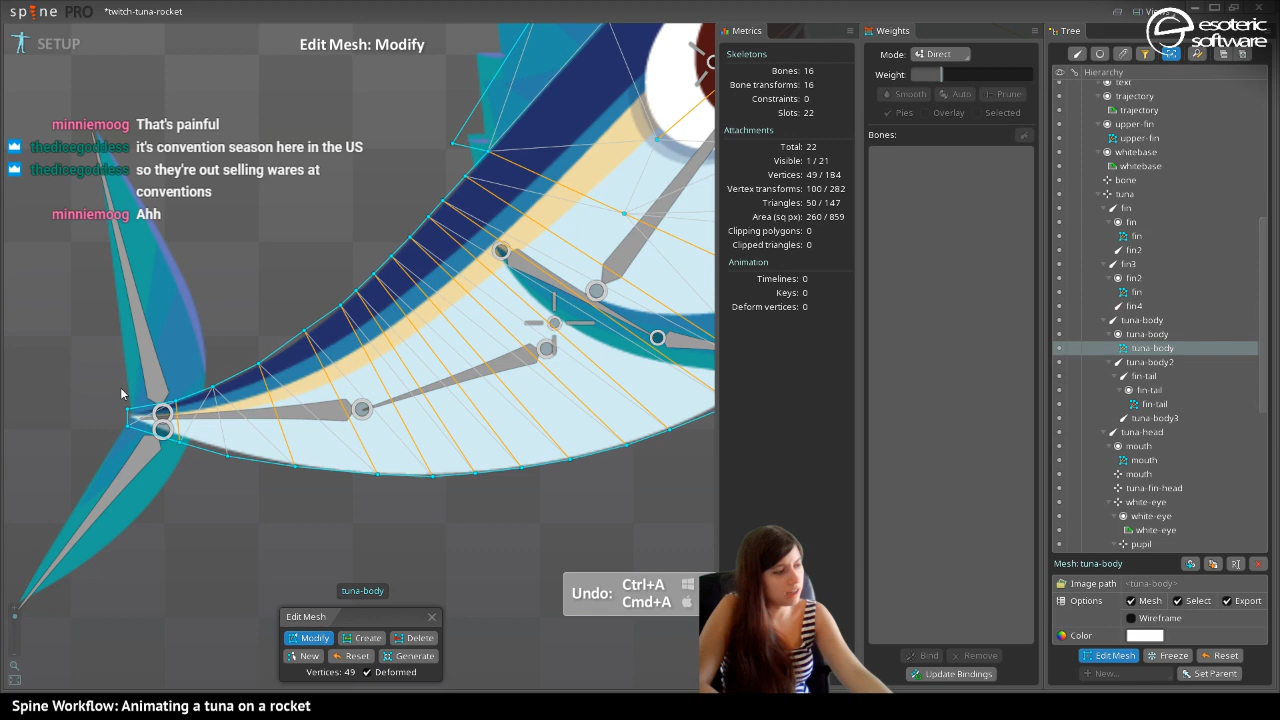 spine PRO
*twitch-tuna-rocket
Views
SETUP
Edit Mesh: Modify
esoteric
software
minniemoog That's painful
thedicegoddess it's convention season here in the US
thedicegoddess so they're out selling wares at
conventions
minniemoog Ahh
Metrics
Skeletons
Bones: 16
Bone transforms: 16
Constraints: 0
Slots: 22
Attachments
Total: 22
Visible: 1 / 21
Vertices: 49 / 184
Vertex transforms: 100 / 282
Triangles: 50 / 147
Area (sq px): 260 / 859
Clipping polygons: 0
Clipped triangles: 0
Animation
Timelines: 0
Keys: 0
Deform vertices: 0
Weights
Mode: Direct
Weight:
Smooth Auto Prune
Pies Overlay Selected
Bones:
Bind Remove
Update Bindings
Tree
Hierarchy
text
trajectory
trajectory
upper-fin
upper-fin
whitebase
whitebase
bone
tuna
fin
fin
fin
fin2
fin3
fin2
fin
fin4
tuna-body
tuna-body
tuna-body
tuna-body2
fin-tail
fin-tail
fin-tail
tuna-body3
tuna-head
mouth
mouth
mouth
tuna-fin-head
white-eye
white-eye
white-eye
pupil
Mesh: tuna-body
Image path <tuna-body>
Options Mesh Select Export
Wireframe
Color
Edit Mesh Freeze Reset
New... Set Parent
tuna-body
Edit Mesh
Modify Create Delete
New Reset Generate
Vertices: 49 Deformed
Undo: Ctrl+A
Cmd+A
Spine Workflow: Animating a tuna on a rocket